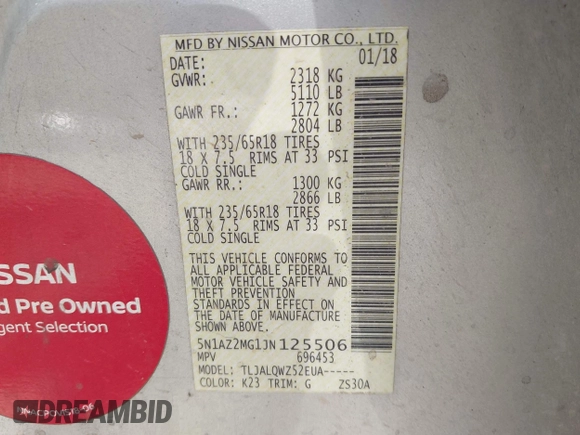 MFD BY NISSAN MOTOR CO., LTD.
DATE: 01/18
GVWR: 2318 KG
5110 LB
GAWR FR.: 1272 KG
2804 LB
WITH 235/65R18 TIRES
18 X 7.5 RIMS AT 33 PSI
COLD SINGLE
GAWR RR.: 1300 KG
2866 LB
WITH 235/65R18 TIRES
18 X 7.5 RIMS AT 33 PSI
COLD SINGLE
THIS VEHICLE CONFORMS TO
ALL APPLICABLE FEDERAL
MOTOR VEHICLE SAFETY AND
THEFT PREVENTION
STANDARDS IN EFFECT ON
THE DATE OF MANUFACTURE
SHOWN ABOVE.
5N1AZ2MG1JN125506
MPV 696453
MODEL: TLJALQWZ52EUA-----
COLOR: K23 TRIM: G ZS30A
ISSAN
d Pre Owned
gent Selection
AutoBidMaster